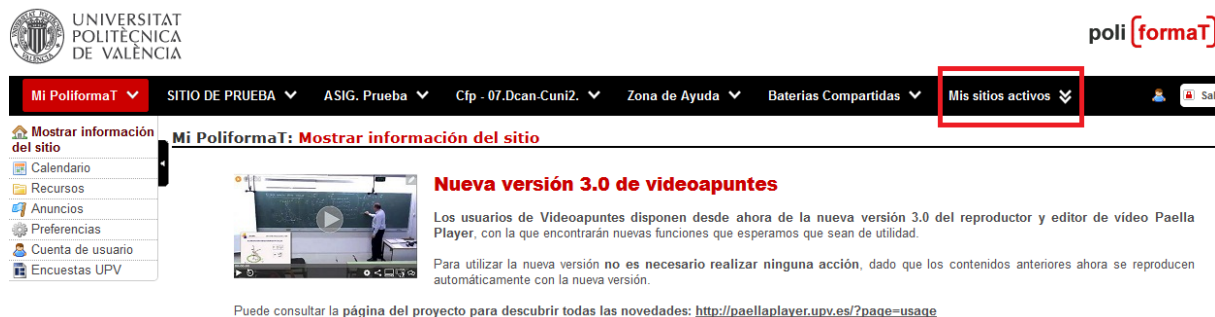 UNIVERSITAT
POLITÈCNICA
DE VALÈNCIA
poli [formaT]
Mi PoliformaT SITIO DE PRUEBA ASIG. Prueba Cfp - 07.Dcan-Cuni2. Zona de Ayuda Baterias Compartidas Mis sitios activos Sal
Mostrar información
del sitio
Calendario
Recursos
Anuncios
Preferencias
Cuenta de usuario
Encuestas UPV
Mi PoliformaT: Mostrar información del sitio
Nueva versión 3.0 de videoapuntes
Los usuarios de Videoapuntes disponen desde ahora de la nueva versión 3.0 del reproductor y editor de vídeo Paella
Player, con la que encontrarán nuevas funciones que esperamos que sean de utilidad.
Para utilizar la nueva versión no es necesario realizar ninguna acción, dado que los contenidos anteriores ahora se reproducen
automáticamente con la nueva versión.
Puede consultar la página del proyecto para descubrir todas las novedades: http://paellaplayer.upv.es/?page=usage